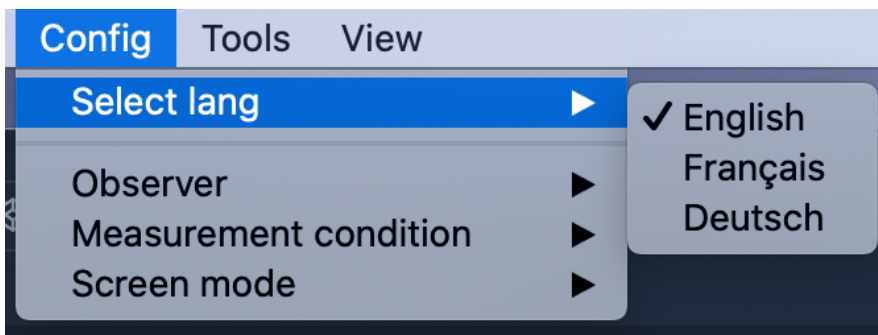 Config Tools View
Select lang
English
Français
Deutsch
Observer
Measurement condition
Screen mode